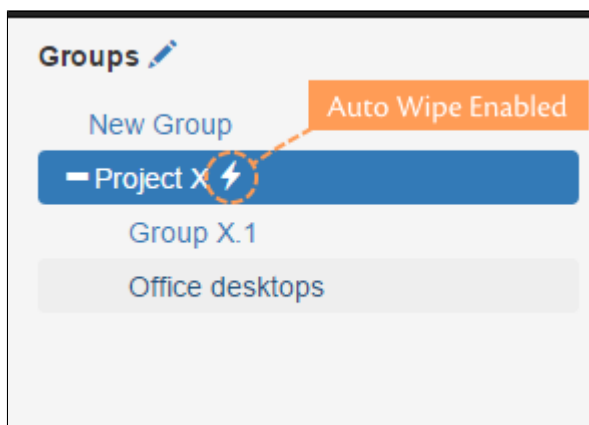 Groups
Auto Wipe Enabled
New Group
Project X
Group X.1
Office desktops